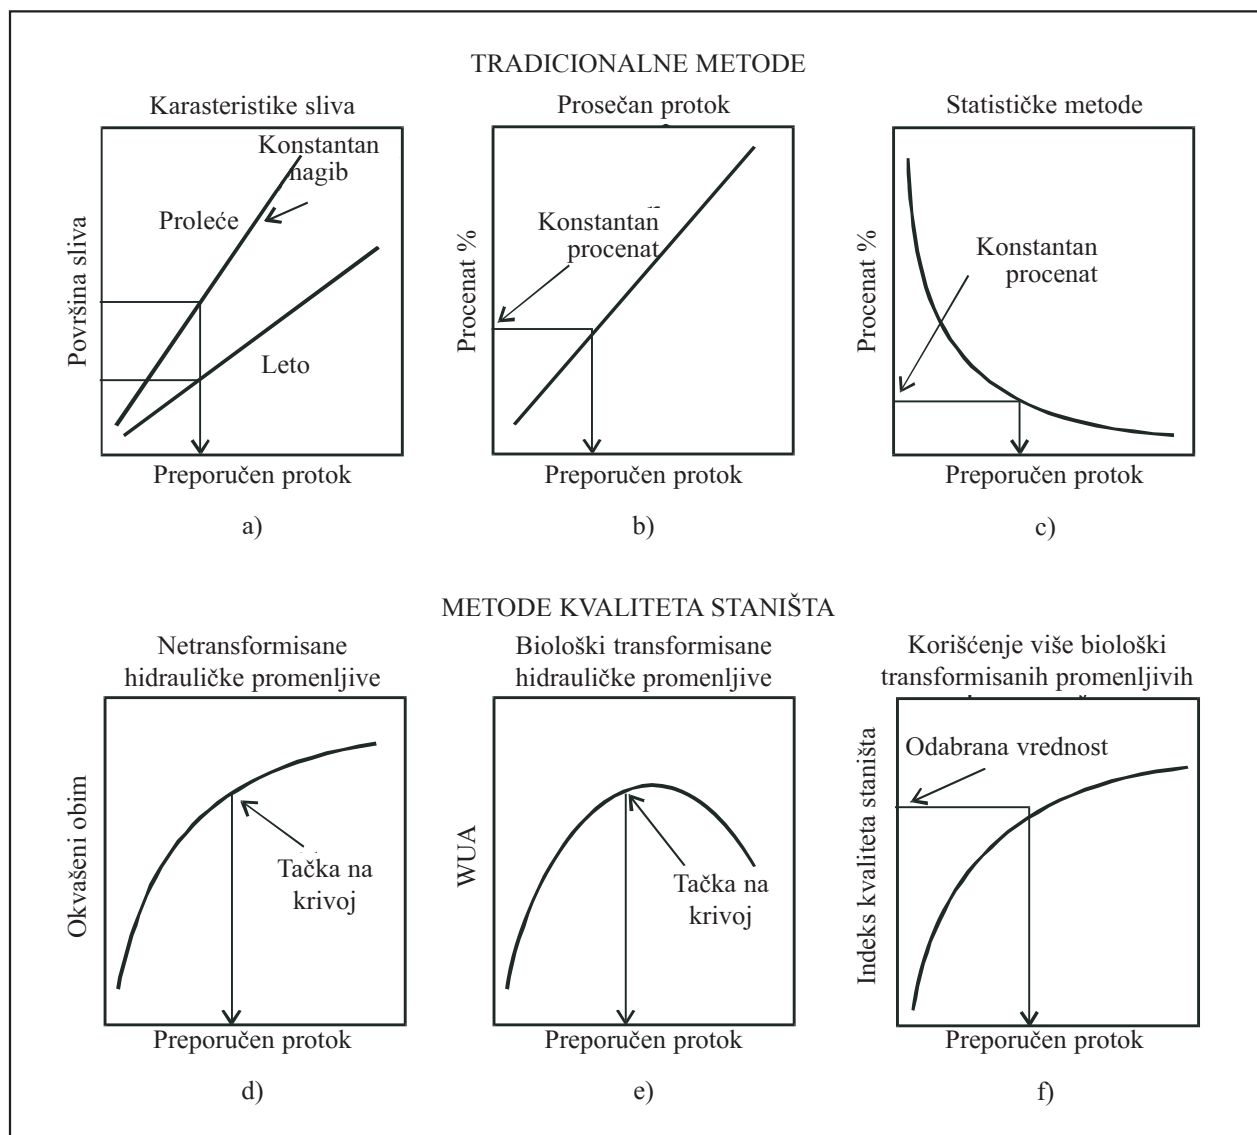 TRADICIONALNE METODE
Karasteristike sliva
Površina sliva
Konstantan
nagib
Proleće
Leto
Preporučen protok
a)
Prosečan protok
Procenat %
Konstantan
procenat
Preporučen protok
b)
Statističke metode
Procenat %
Konstantan
procenat
Preporučen protok
c)
METODE KVALITETA STANIŠTA
Netransformisane
hidrauličke promenljive
Okvašeni obim
Tačka na
krivoj
Preporučen protok
d)
Biološki transformisane
hidrauličke promenljive
WUA
Tačka na
krivoj
Preporučen protok
e)
Korišćenje više biološki
transformisanih promenljivih
Indeks kvaliteta staništa
Odabrana vrednost
Preporučen protok
f)